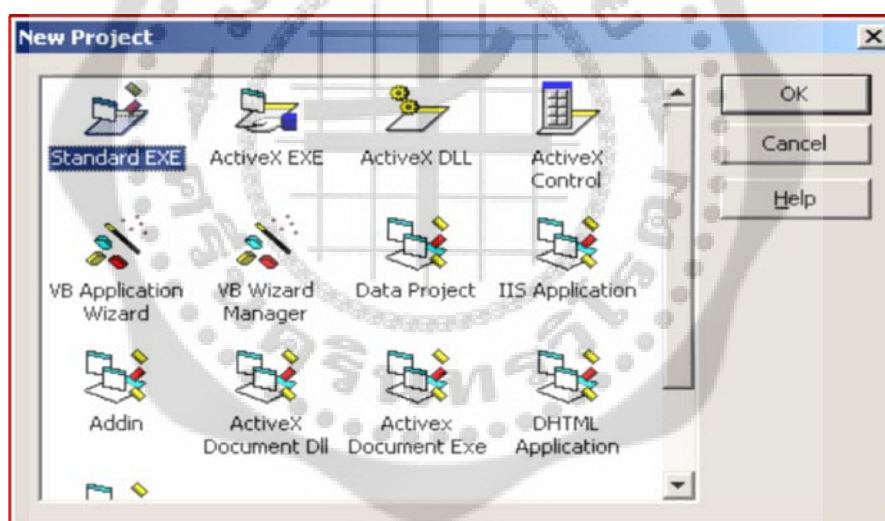 New Project
Standard EXE
ActiveX EXE
ActiveX DLL
ActiveX
Control
VB Application
Wizard
VB Wizard
Manager
Data Project
IIS Application
Addin
ActiveX
Document Dll
Activex
Document Exe
DHTML
Application
OK
Cancel
Help